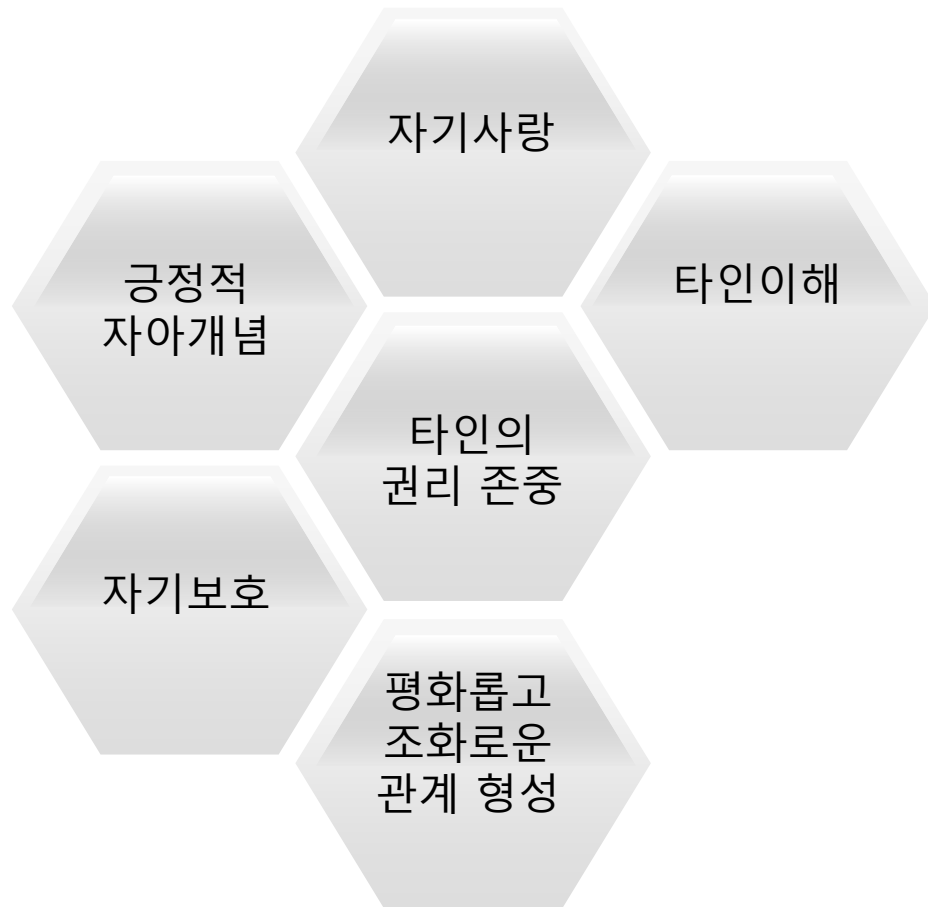 자기사랑
긍정적
자아개념
타인이해
타인의
권리 존중
자기보호
평화롭고
조화로운
관계 형성